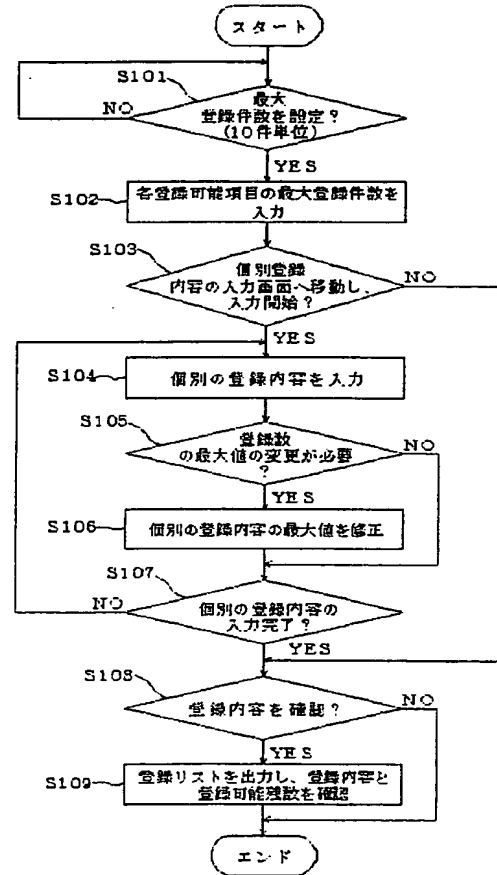 スタート
S101
最大
登録件数を設定?
(10件単位)
NO
YES
S102
各登録可能項目の最大登録件数を
入力
S103
個別登録
内容の入力画面へ移動し、
入力開始?
NO
YES
S104
個別の登録内容を入力
S105
登録数
の最大値の変更が必要
?
NO
YES
S106
個別の登録内容の最大値を修正
S107
個別の登録内容の
入力完了?
NO
YES
S108
登録内容を確認?
NO
YES
S109
登録リストを出力し、登録内容と
登録可能残数を確認
エンド